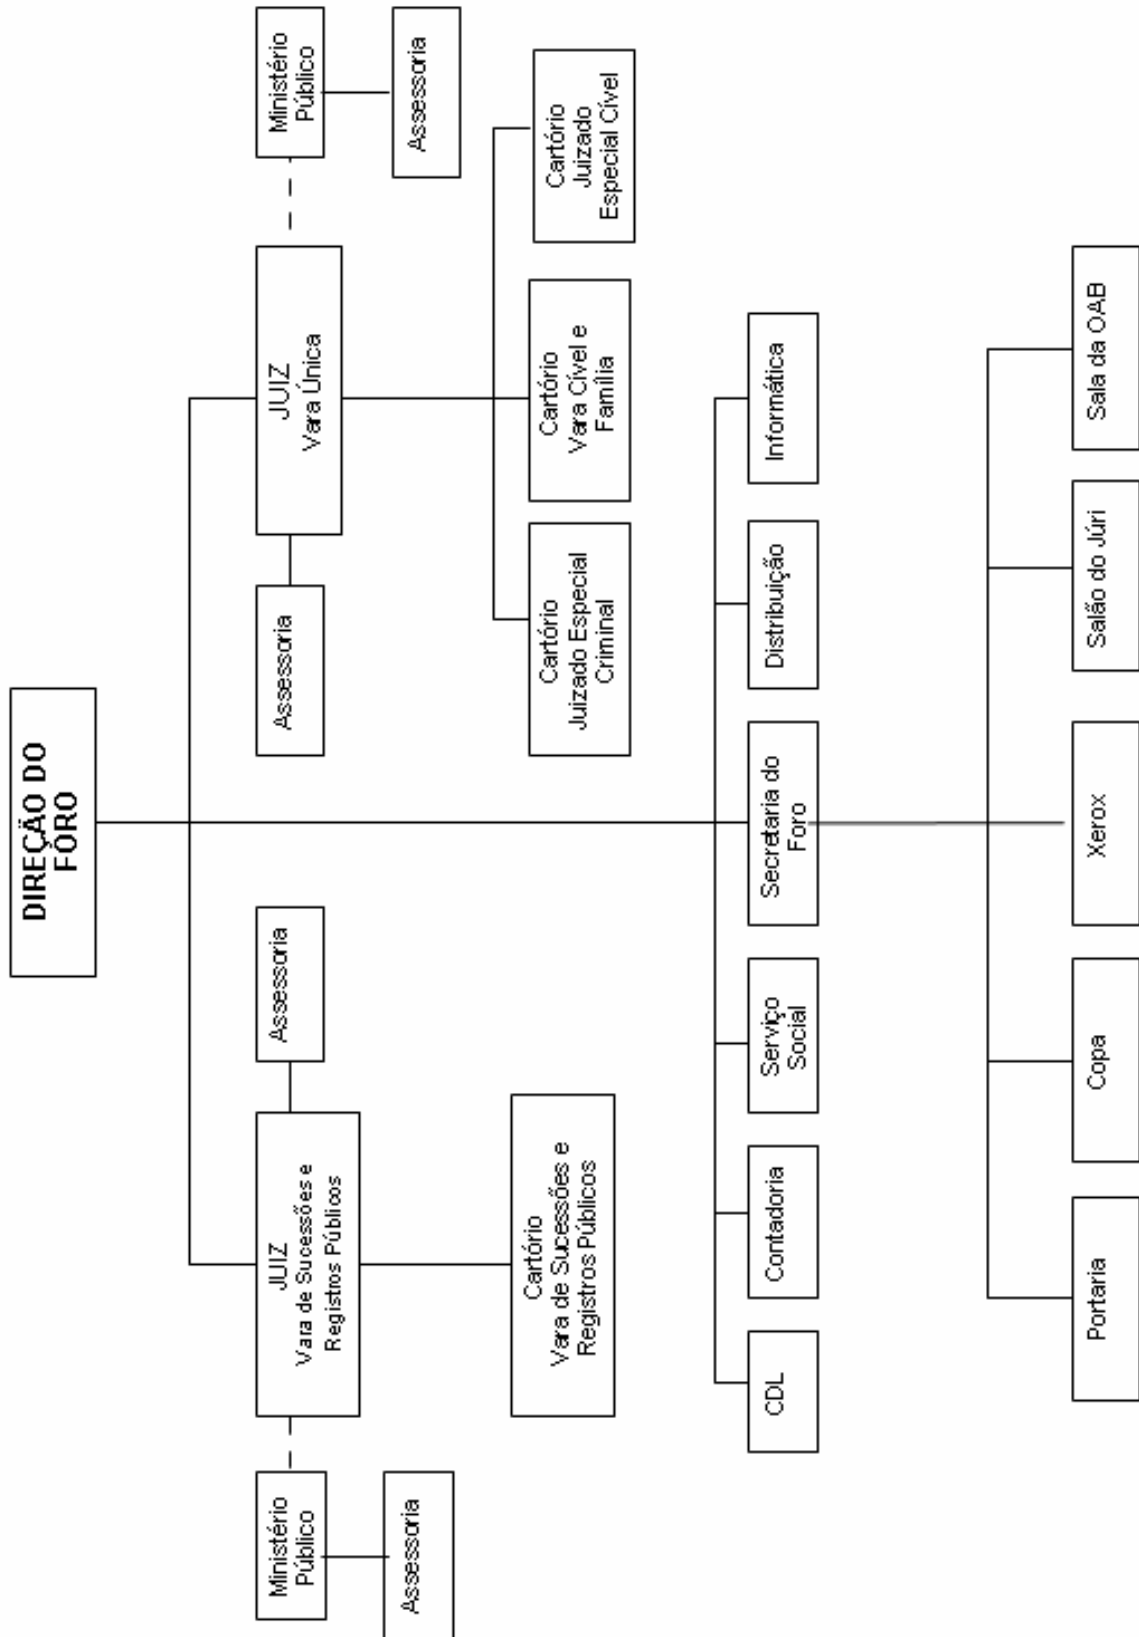 DIREÇÃO DO
FÓRO
Ministério
Público
Assessoria
JUIZ
Vara de Sucessões e
Registros Públicos
Assessoria
Cartório
Vara de Sucessões e
Registros Públicos
Assessoria
JUIZ
Vara Única
Ministério
Público
Assessoria
Cartório
Juizado Especial
Criminal
Cartório
Vara Cível e
Família
Cartório
Juizado
Especial Cível
CDL
Contadoria
Serviço
Social
Secretaria do
Foro
Distribuição
Informática
Portaria
Copa
Xerox
Salão do Júri
Sala da OAB